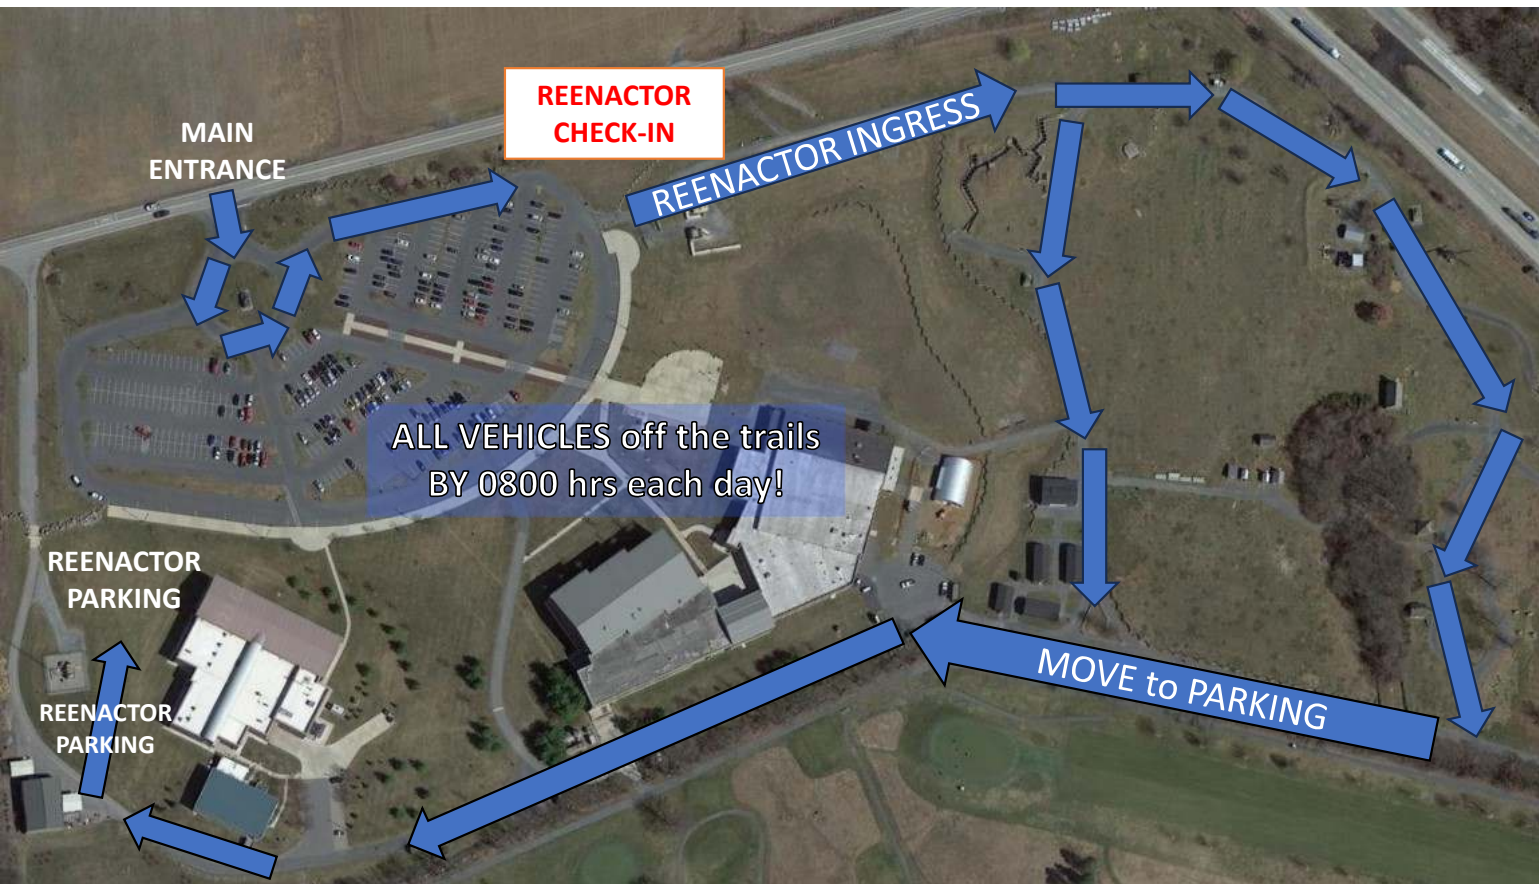 REENACTOR
CHECK-IN
MAIN
ENTRANCE
REENACTOR INGRESS
ALL VEHICLES off the trails
BY 0800 hrs each day!
REENACTOR
PARKING
MOVE to PARKING
REENACTOR
PARKING